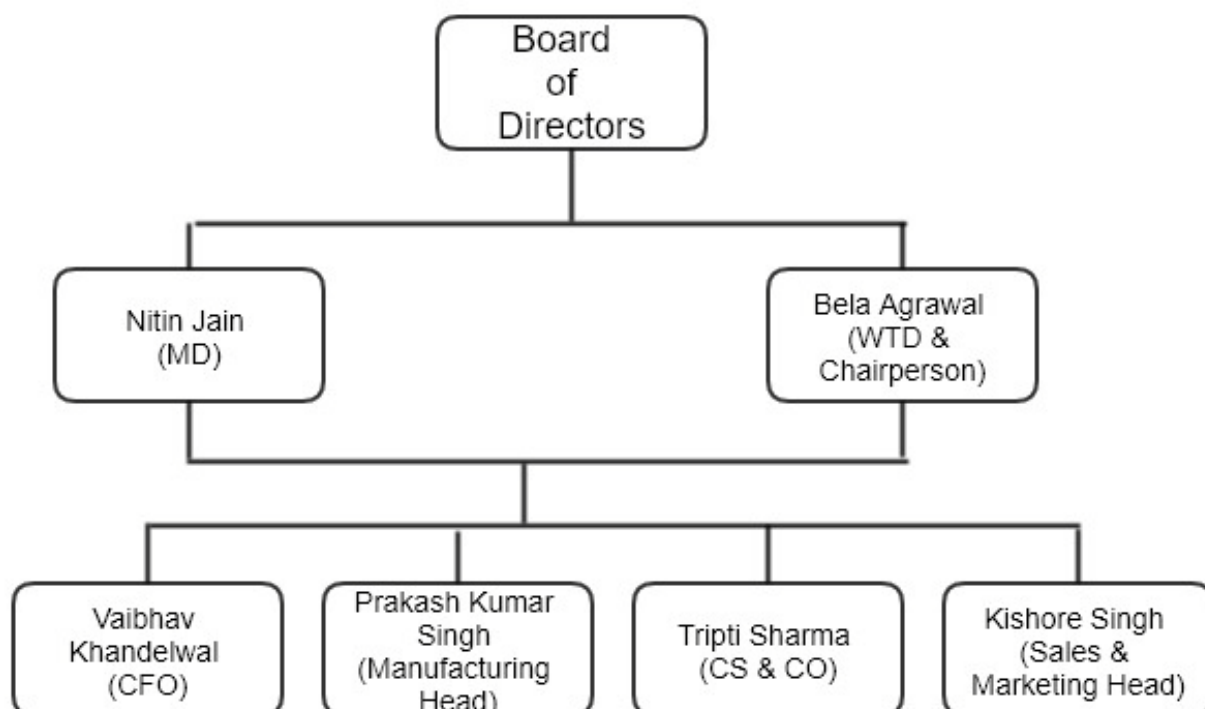 Board
of
Directors
Nitin Jain
(MD)
Bela Agrawal
(WTD &
Chairperson)
Vaibhav
Khandelwal
(CFO)
Prakash Kumar
Singh
(Manufacturing
Head)
Tripti Sharma
(CS & CO)
Kishore Singh
(Sales &
Marketing Head)